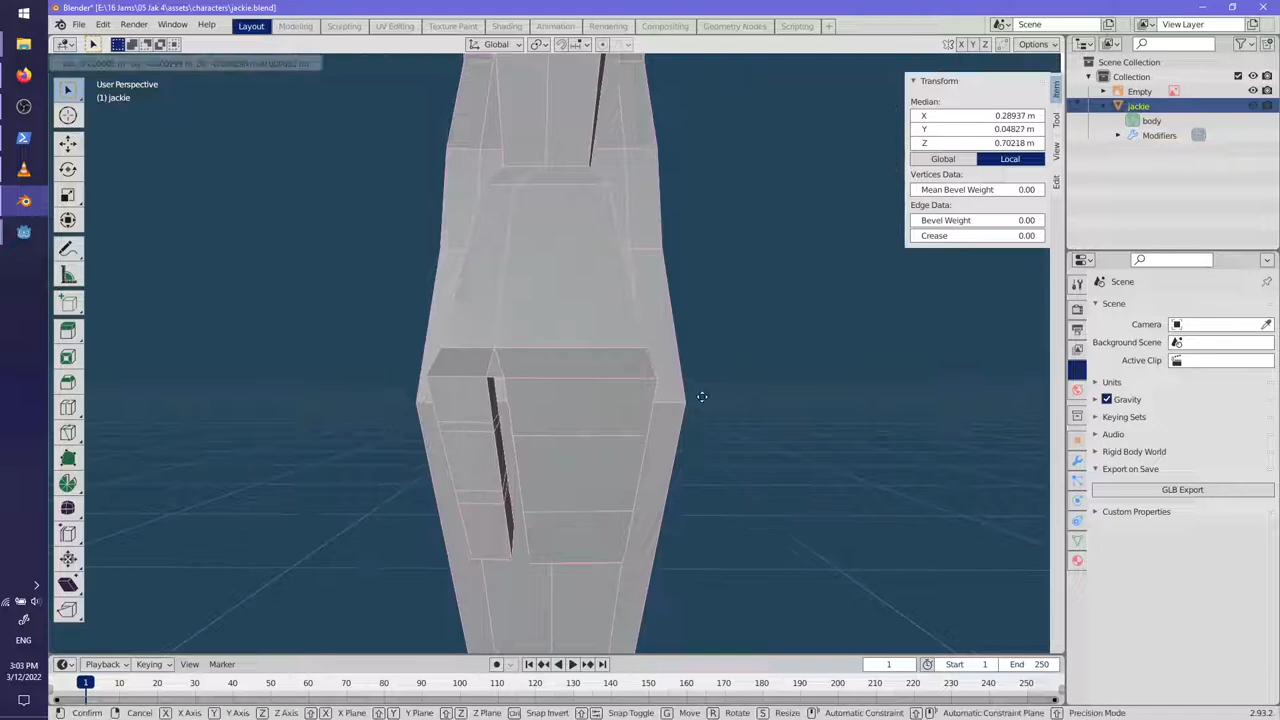 Blender* [E:\16 Jams\05 Jak 4\assets\characters\jackie.blend]
File Edit Render Window Help Layout Modeling Sculpting UV Editing Texture Paint Shading Animation Rendering Compositing Geometry Nodes Scripting + Scene View Layer
Global X Y Z Options
User Perspective
(1) jackie
Transform
Median:
X 0.28937 m
Y 0.04827 m
Z 0.70218 m
Global Local
Vertices Data:
Mean Bevel Weight 0.00
Edge Data:
Bevel Weight 0.00
Crease 0.00
Item
Tool
View
Edit
Scene Collection
Collection
Empty
jackie
body
Modifiers
Scene
Scene
Camera
Background Scene
Active Clip
Units
Gravity
Keying Sets
Audio
Rigid Body World
Export on Save
GLB Export
Custom Properties
ENG
3:03 PM
3/12/2022
Playback Keying View Marker 1 Start 1 End 250
1 10 20 30 40 50 60 70 80 90 100 110 120 130 140 150 160 170 180 190 200 210 220 230 240 250
Confirm Cancel X X Axis Y Y Axis Z Z Axis X X Plane Y Y Plane Z Z Plane Snap Invert Snap Toggle G Move R Rotate S Resize Automatic Constraint Automatic Constraint Plane Precision Mode 2.93.2